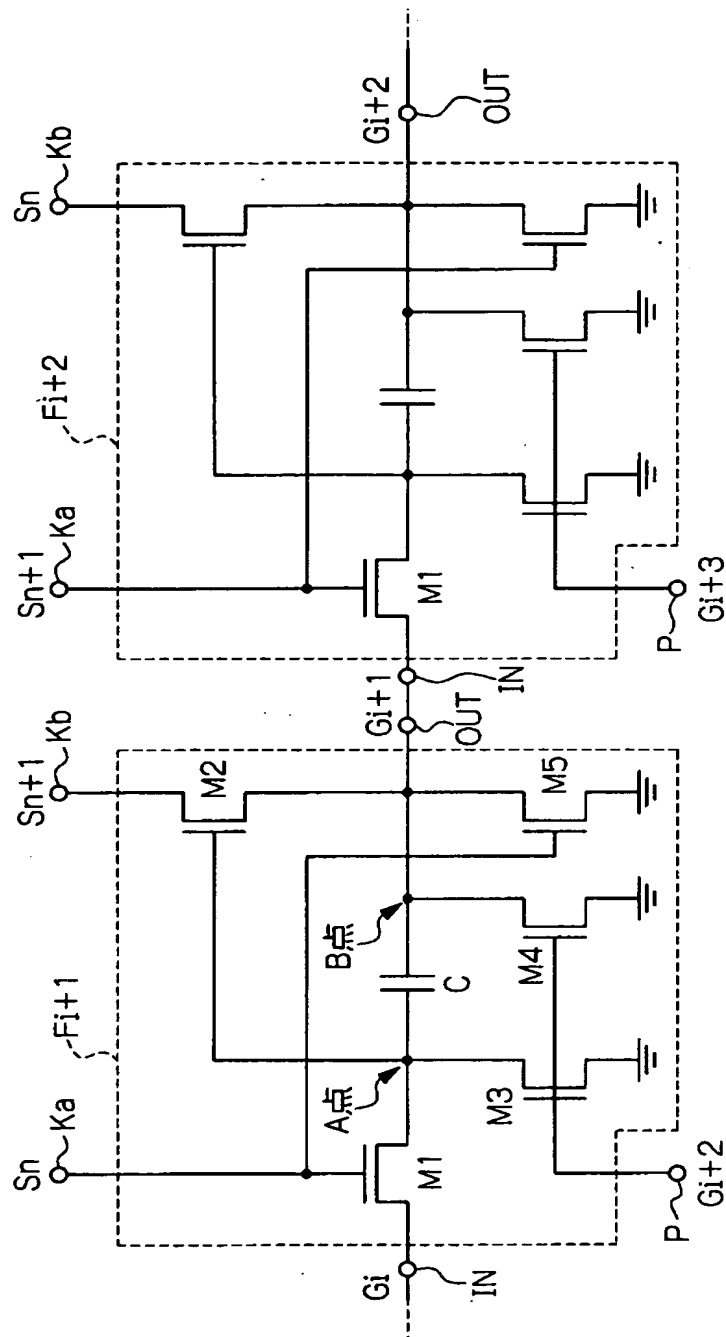 Sn
Ka
Fi+1
Sn+1
Kb
Sn+1
Ka
Fi+2
Sn
Kb
M2
A点
B点
C
M1
M3
M4
M5
Gi
IN
P
Gi+2
Gi+1
OUT
IN
M1
P
Gi+3
Gi+2
OUT